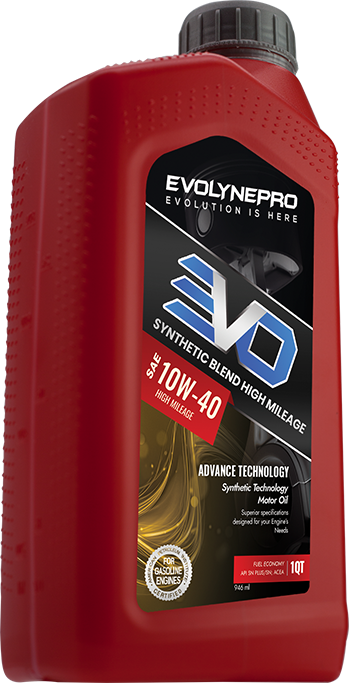 EVOLYNEPRO
EVOLUTION IS HERE
EVO
SYNTHETIC BLEND HIGH MILEAGE
SAE
10W-40
HIGH MILEAGE
ADVANCE TECHNOLOGY
Synthetic Technology
Motor Oil
Superior specifications
designed for your Engine's
Needs
FOR
GASOLINE
ENGINES
FUEL ECONOMY
API SN PLUS/SN; ACEA
1QT
946 ml